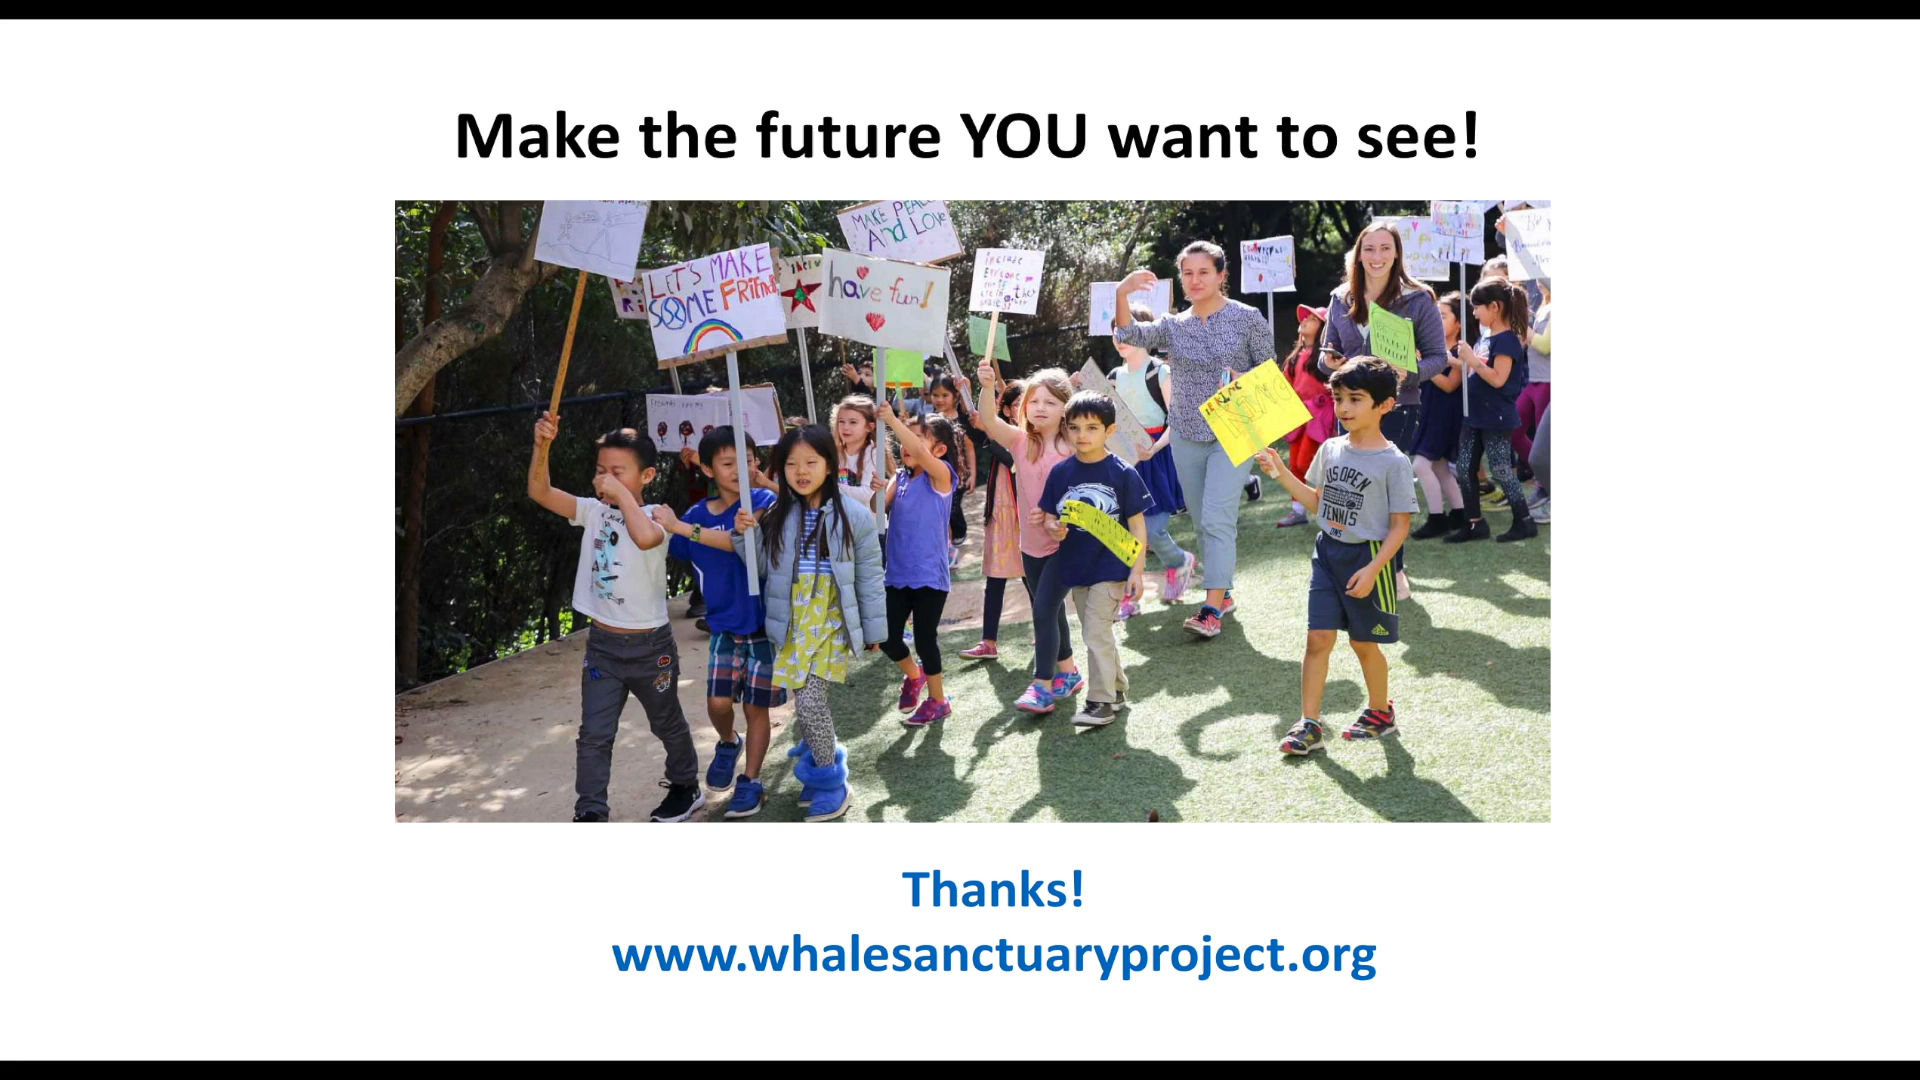 Make the future YOU want to see!
MAKE PEACE
And LOVE
LET'S MAKE
SOME FRIENDS
have fun!
include
US OPEN
TENNIS
Thanks!
www.whalesanctuaryproject.org